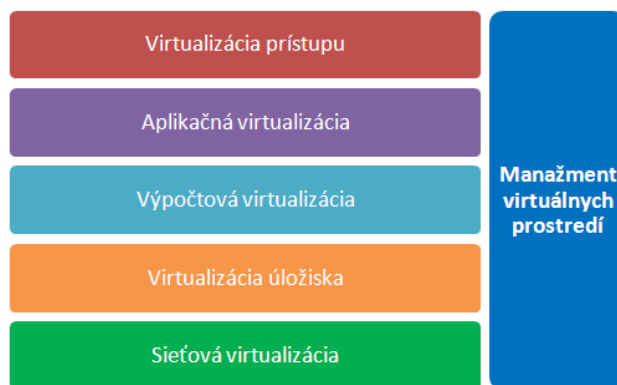 Virtualizácia prístupu
Aplikačná virtualizácia
Výpočtová virtualizácia
Virtualizácia úložiska
Sieťová virtualizácia
Manažment
virtuálnych
prostredí